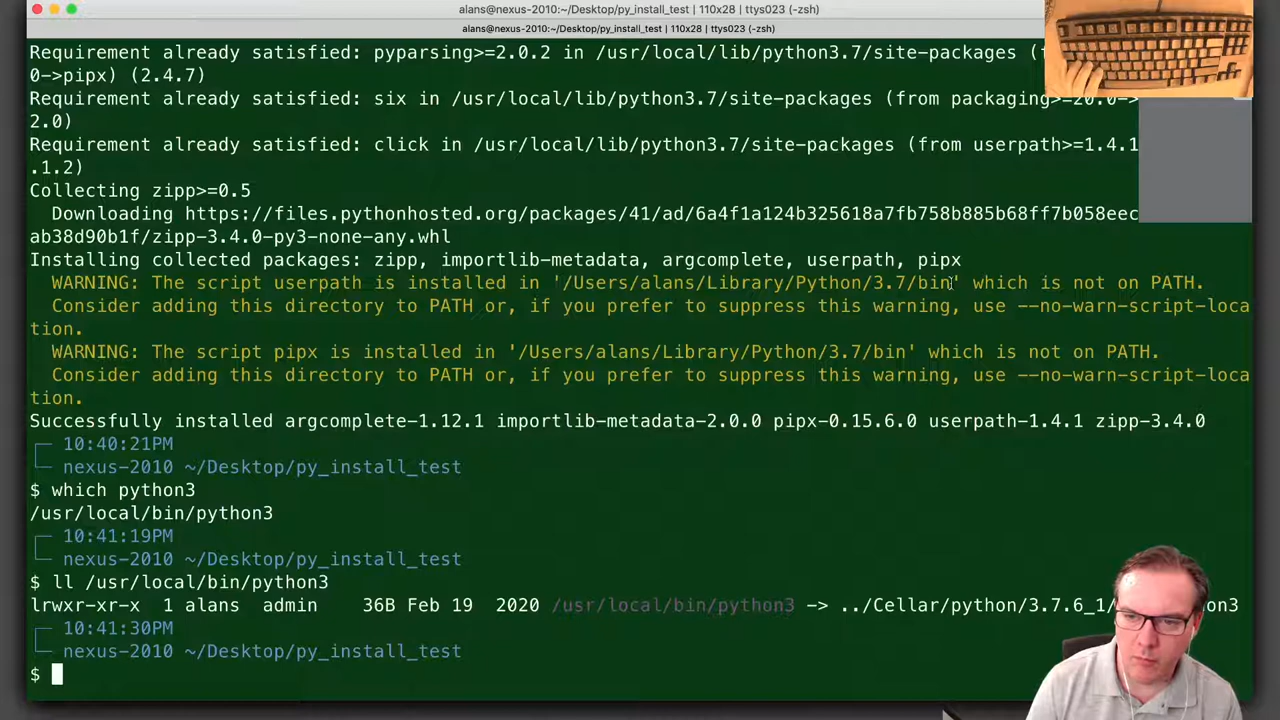 alans@nexus-2010:~/Desktop/py_install_test | 110x28 | ttys023 (-zsh)
alans@nexus-2010:~/Desktop/py_install_test | 110x28 | ttys023 (-zsh)
Requirement already satisfied: pyparsing>=2.0.2 in /usr/local/lib/python3.7/site-packages (
0->pipx) (2.4.7)
Requirement already satisfied: six in /usr/local/lib/python3.7/site-packages (from packaging>=20.0->
2.0)
Requirement already satisfied: click in /usr/local/lib/python3.7/site-packages (from userpath>=1.4.1
.1.2)
Collecting zipp>=0.5
Downloading https://files.pythonhosted.org/packages/41/ad/6a4f1a124b325618a7fb758b885b68ff7b058eec
ab38d90b1f/zipp-3.4.0-py3-none-any.whl
Installing collected packages: zipp, importlib-metadata, argcomplete, userpath, pipx
WARNING: The script userpath is installed in '/Users/alans/Library/Python/3.7/bin' which is not on PATH.
Consider adding this directory to PATH or, if you prefer to suppress this warning, use --no-warn-script-loca
tion.
WARNING: The script pipx is installed in '/Users/alans/Library/Python/3.7/bin' which is not on PATH.
Consider adding this directory to PATH or, if you prefer to suppress this warning, use --no-warn-script-loca
tion.
Successfully installed argcomplete-1.12.1 importlib-metadata-2.0.0 pipx-0.15.6.0 userpath-1.4.1 zipp-3.4.0
10:40:21PM
nexus-2010 ~/Desktop/py_install_test
$ which python3
/usr/local/bin/python3
10:41:19PM
nexus-2010 ~/Desktop/py_install_test
$ ll /usr/local/bin/python3
lrwxr-xr-x 1 alans admin 36B Feb 19 2020 /usr/local/bin/python3 -> ../Cellar/python/3.7.6_1/ n3
10:41:30PM
nexus-2010 ~/Desktop/py_install_test
$